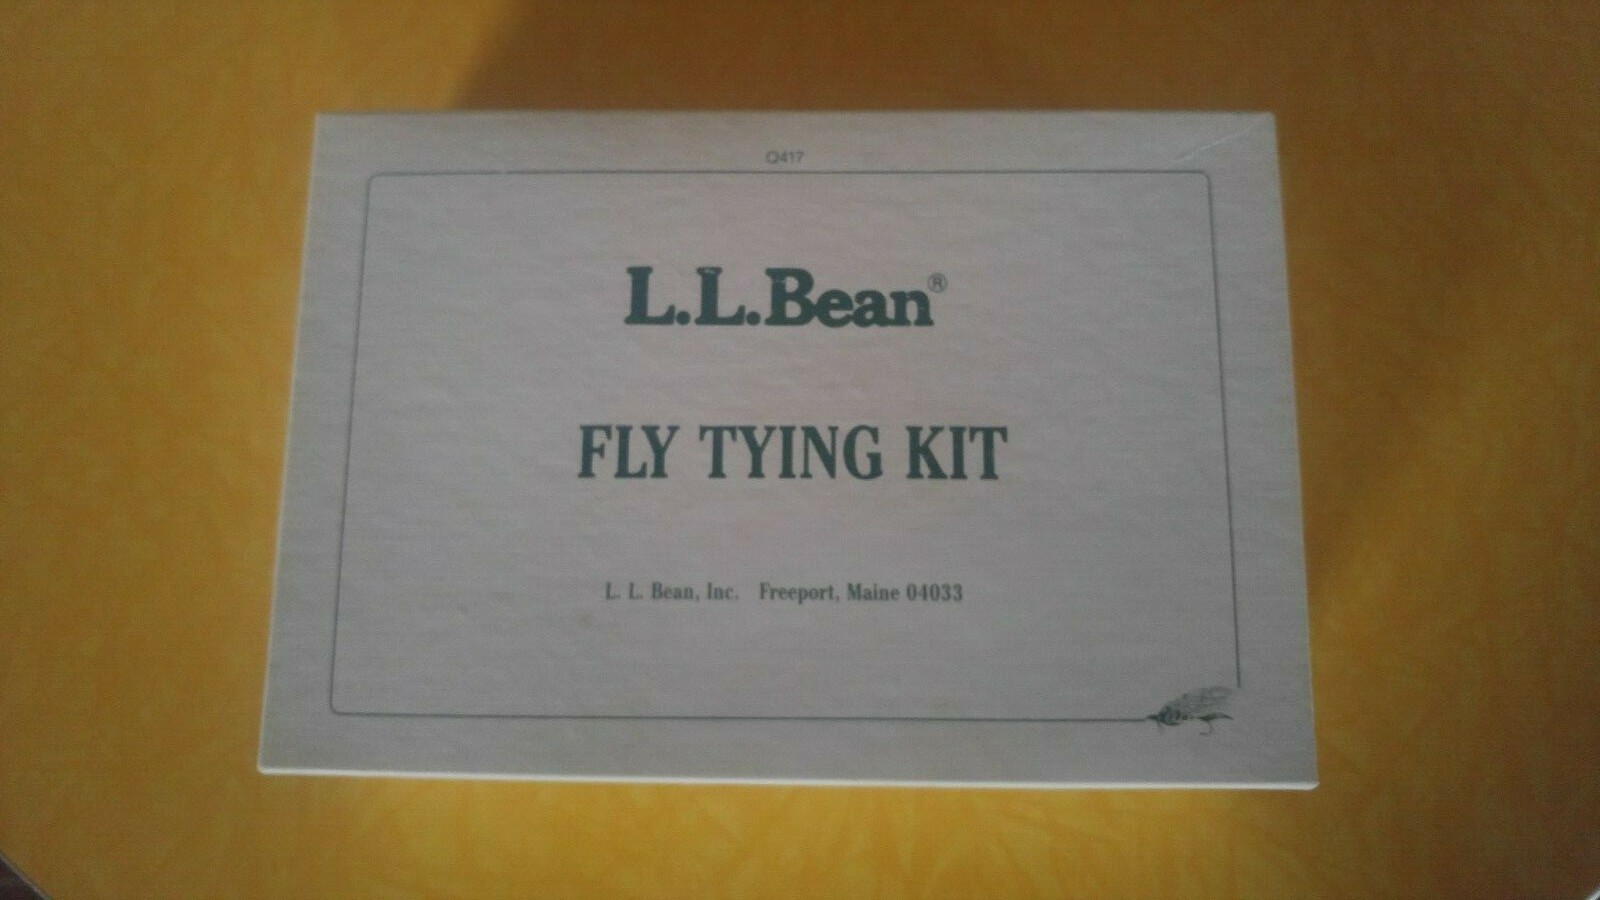 Q417
L.L.Bean®
FLY TYING KIT
L. L. Bean, Inc. Freeport, Maine 04033